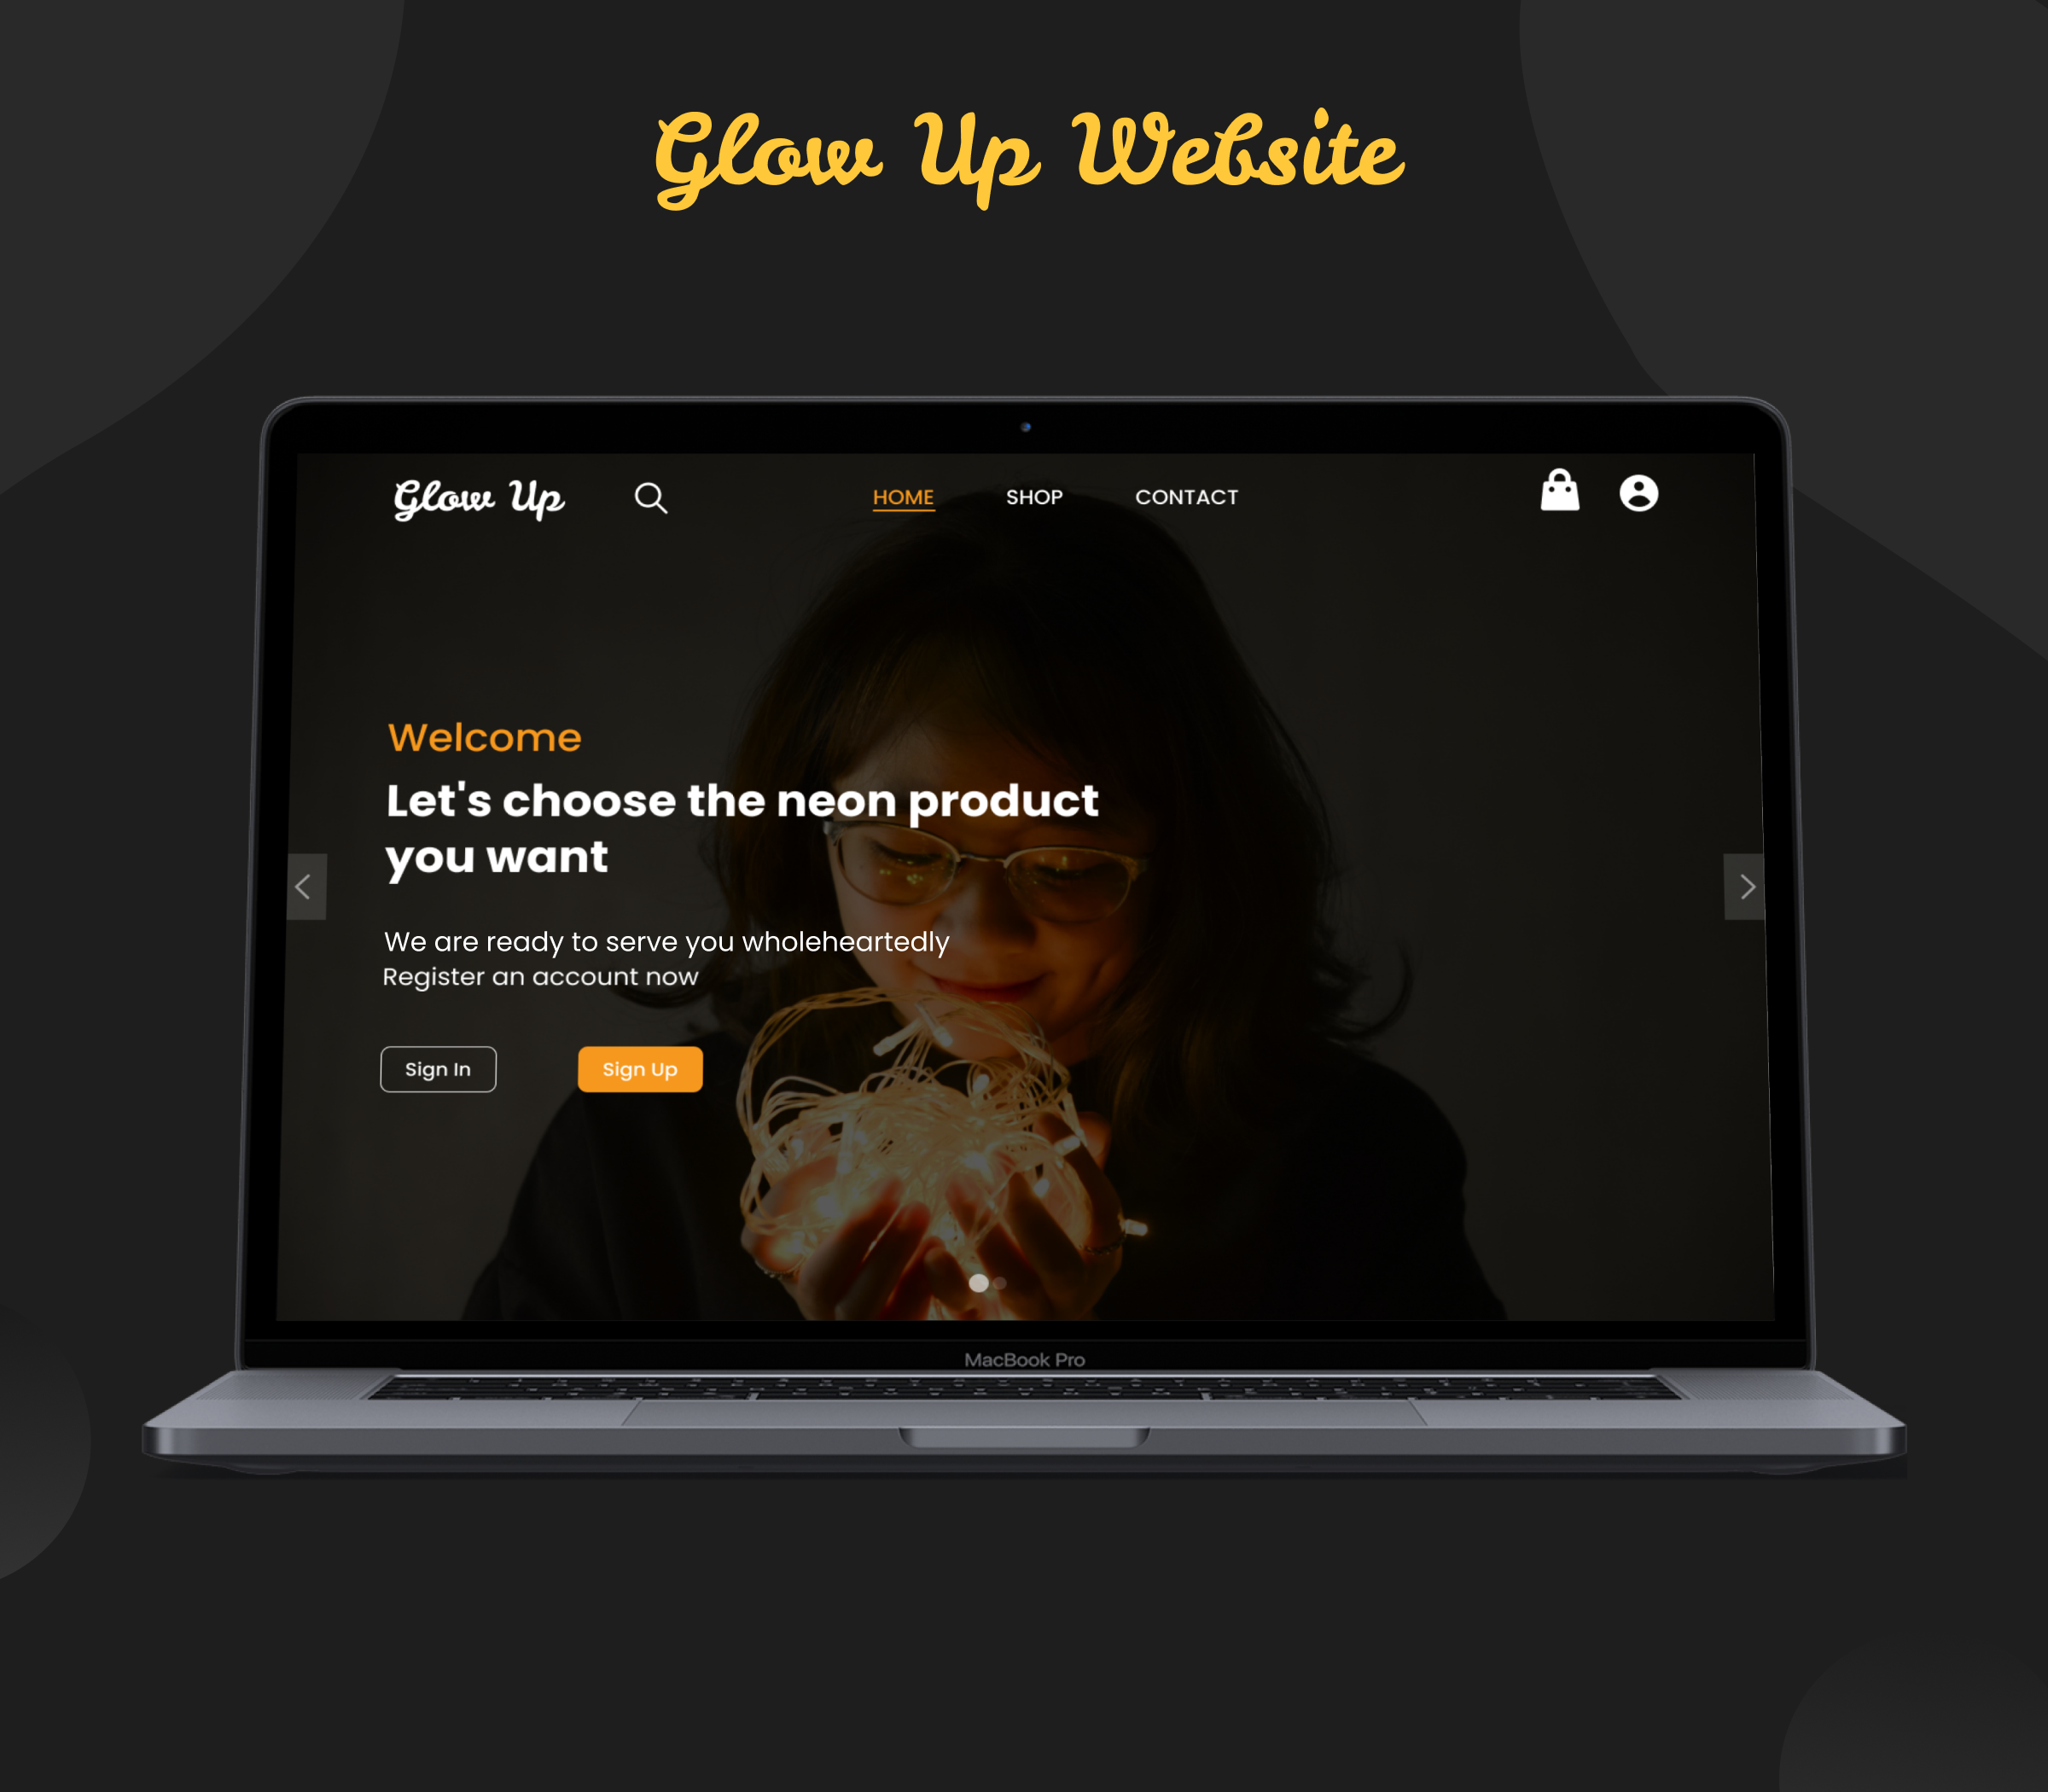 Glow Up Website
Glow Up
HOME
SHOP
CONTACT
Welcome
Let's choose the neon product
you want
We are ready to serve you wholeheartedly
Register an account now
Sign In
Sign Up
MacBook Pro